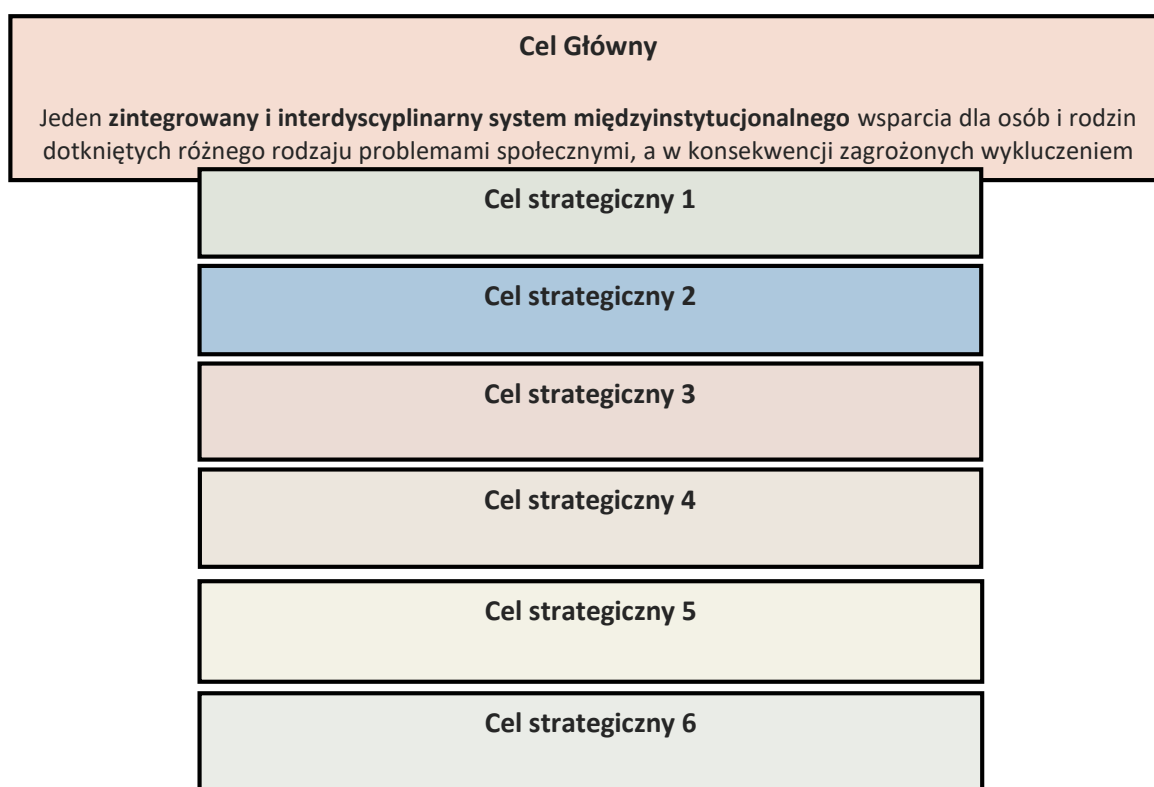 Cel Główny
Jeden zintegrowany i interdyscyplinarny system międzyinstytucjonalnego wsparcia dla osób i rodzin
dotkniętych różnego rodzaju problemami społecznymi, a w konsekwencji zagrożonych wykluczeniem
Cel strategiczny 1
Cel strategiczny 2
Cel strategiczny 3
Cel strategiczny 4
Cel strategiczny 5
Cel strategiczny 6